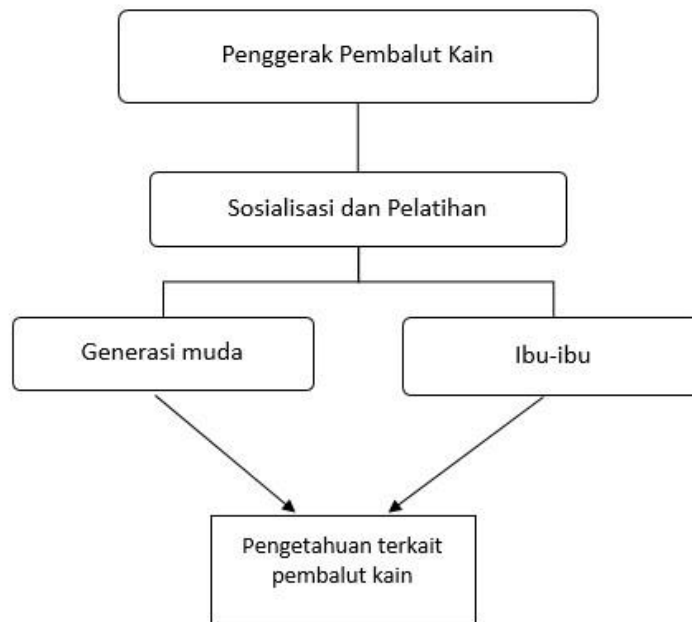 Penggerak Pembalut Kain
Sosialisasi dan Pelatihan
Generasi muda
Ibu-ibu
Pengetahuan terkait
pembalut kain